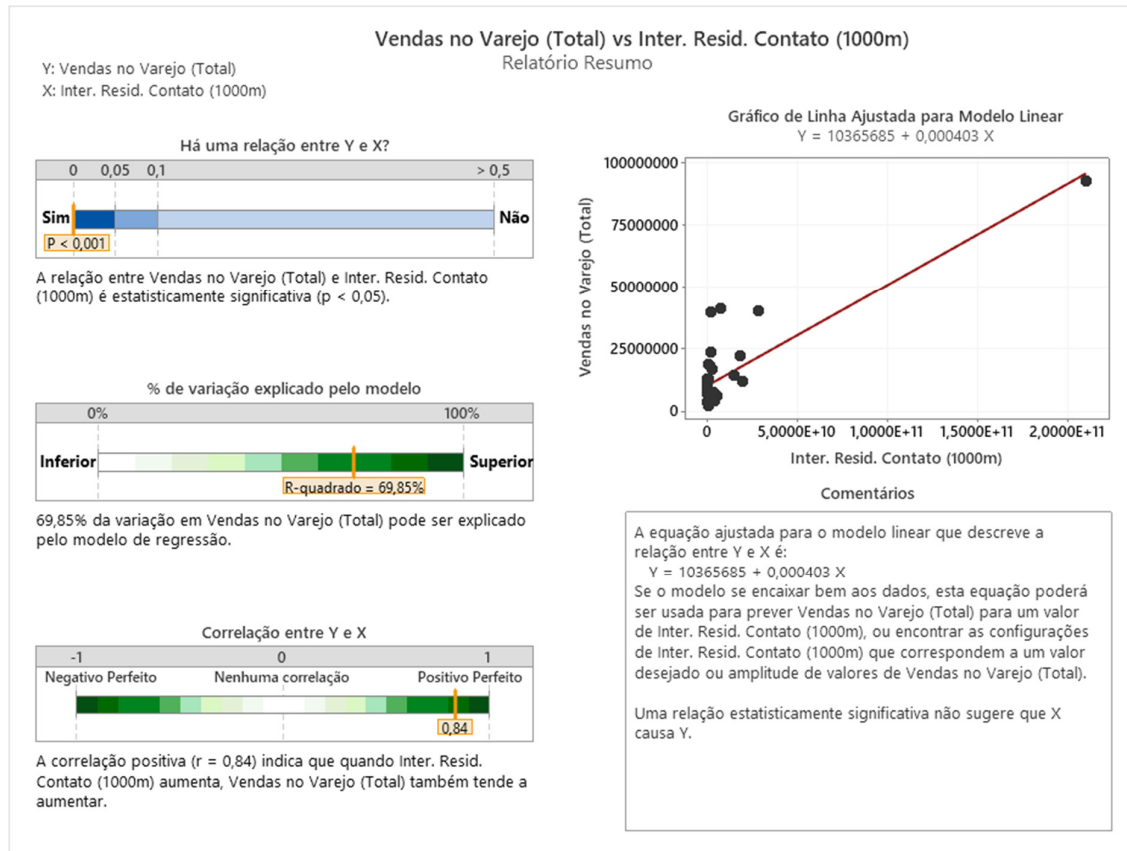 Vendas no Varejo (Total) vs Inter. Resid. Contato (1000m)
Relatório Resumo
Y: Vendas no Varejo (Total)
X: Inter. Resid. Contato (1000m)
Há uma relação entre Y e X?
0 0,05 0,1 > 0,5
Sim Não
P < 0,001
A relação entre Vendas no Varejo (Total) e Inter. Resid. Contato
(1000m) é estatisticamente significativa (p < 0,05).
% de variação explicado pelo modelo
0% 100%
Inferior Superior
R-quadrado = 69,85%
69,85% da variação em Vendas no Varejo (Total) pode ser explicado
pelo modelo de regressão.
Correlação entre Y e X
-1 0 1
Negativo Perfeito Nenhuma correlação Positivo Perfeito
0,84
A correlação positiva (r = 0,84) indica que quando Inter. Resid.
Contato (1000m) aumenta, Vendas no Varejo (Total) também tende a
aumentar.
Gráfico de Linha Ajustada para Modelo Linear
Y = 10365685 + 0,000403 X
100000000
75000000
50000000
25000000
0
Vendas no Varejo (Total)
0 5,0000E+10 1,0000E+11 1,5000E+11 2,0000E+11
Inter. Resid. Contato (1000m)
Comentários
A equação ajustada para o modelo linear que descreve a
relação entre Y e X é:
Y = 10365685 + 0,000403 X
Se o modelo se encaixar bem aos dados, esta equação poderá
ser usada para prever Vendas no Varejo (Total) para um valor
de Inter. Resid. Contato (1000m), ou encontrar as configurações
de Inter. Resid. Contato (1000m) que correspondem a um valor
desejado ou amplitude de valores de Vendas no Varejo (Total).
Uma relação estatisticamente significativa não sugere que X
causa Y.